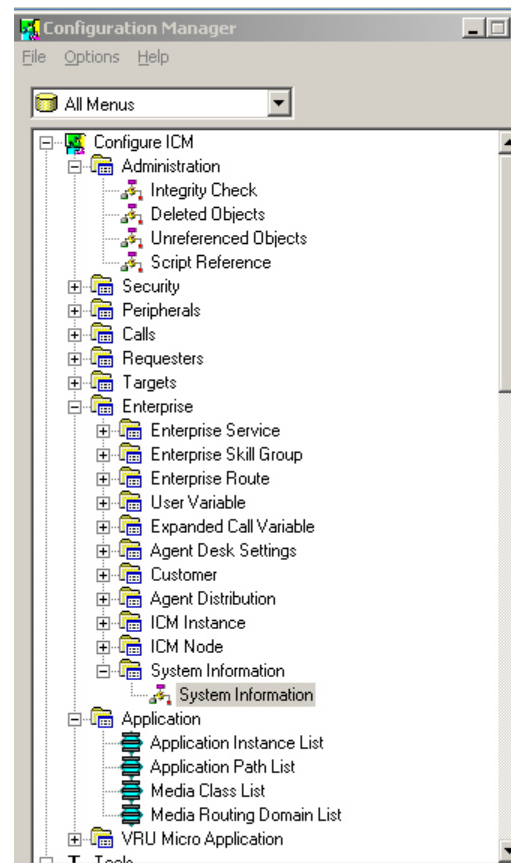 Configuration Manager
File Options Help
All Menus
Configure ICM
Administration
Integrity Check
Deleted Objects
Unreferenced Objects
Script Reference
Security
Peripherals
Calls
Requesters
Targets
Enterprise
Enterprise Service
Enterprise Skill Group
Enterprise Route
User Variable
Expanded Call Variable
Agent Desk Settings
Customer
Agent Distribution
ICM Instance
ICM Node
System Information
System Information
Application
Application Instance List
Application Path List
Media Class List
Media Routing Domain List
VRU Micro Application
Tools